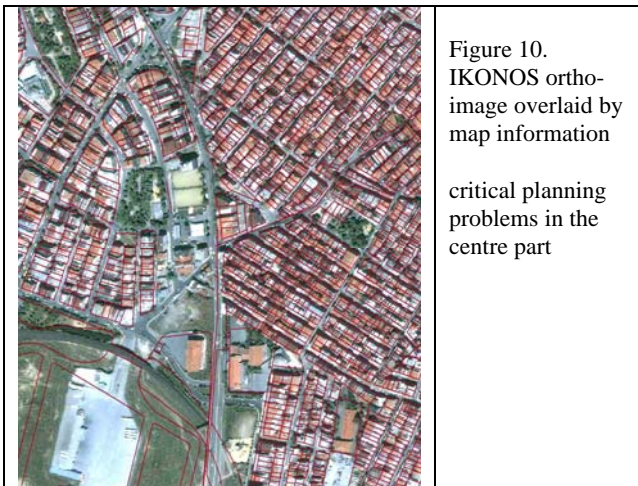 Figure 10.
IKONOS ortho-
image overlaid by
map information
critical planning
problems in the
centre part